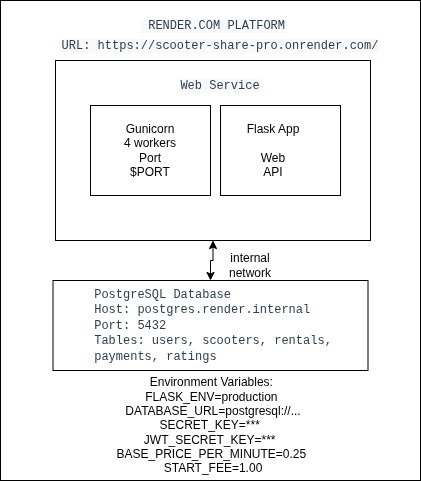 RENDER.COM PLATFORM
URL: https://scooter-share-pro.onrender.com/
Web Service
Gunicorn
4 workers
Port
$PORT
Flask App
Web
API
internal
network
PostgreSQL Database
Host: postgres.render.internal
Port: 5432
Tables: users, scooters, rentals,
payments, ratings
Environment Variables:
FLASK_ENV=production
DATABASE_URL=postgresql://...
SECRET_KEY=***
JWT_SECRET_KEY=***
BASE_PRICE_PER_MINUTE=0.25
START_FEE=1.00